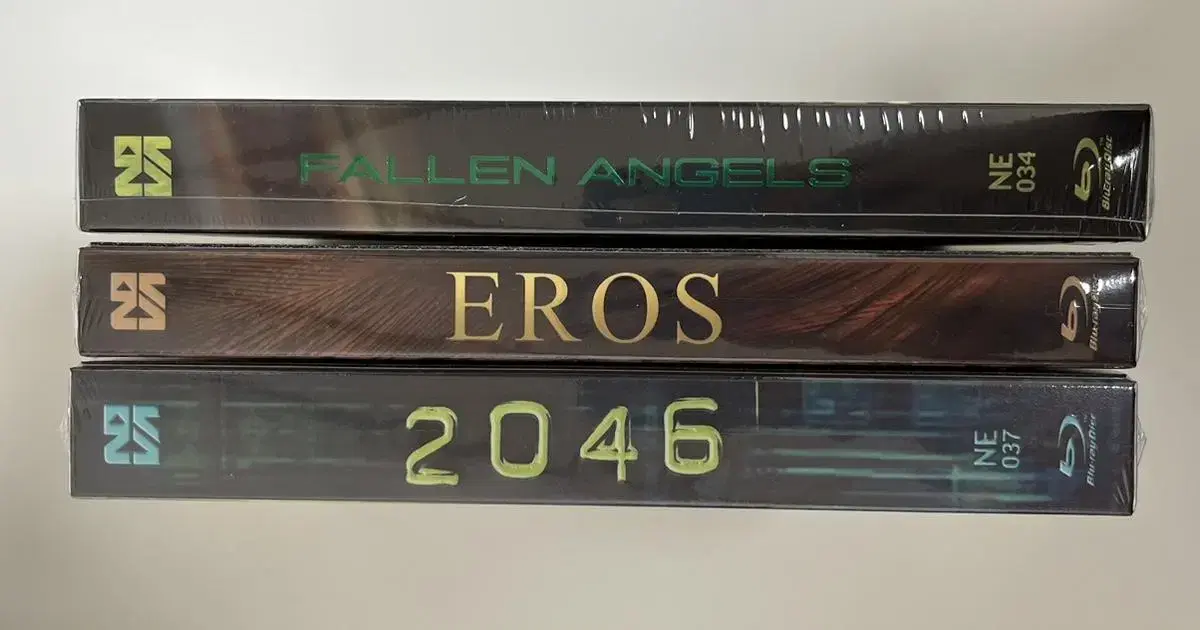 FALLEN ANGELS
NE
034
Blu-ray Disc
EROS
Blu-ray Disc
2046
NE
037
Blu-ray Disc